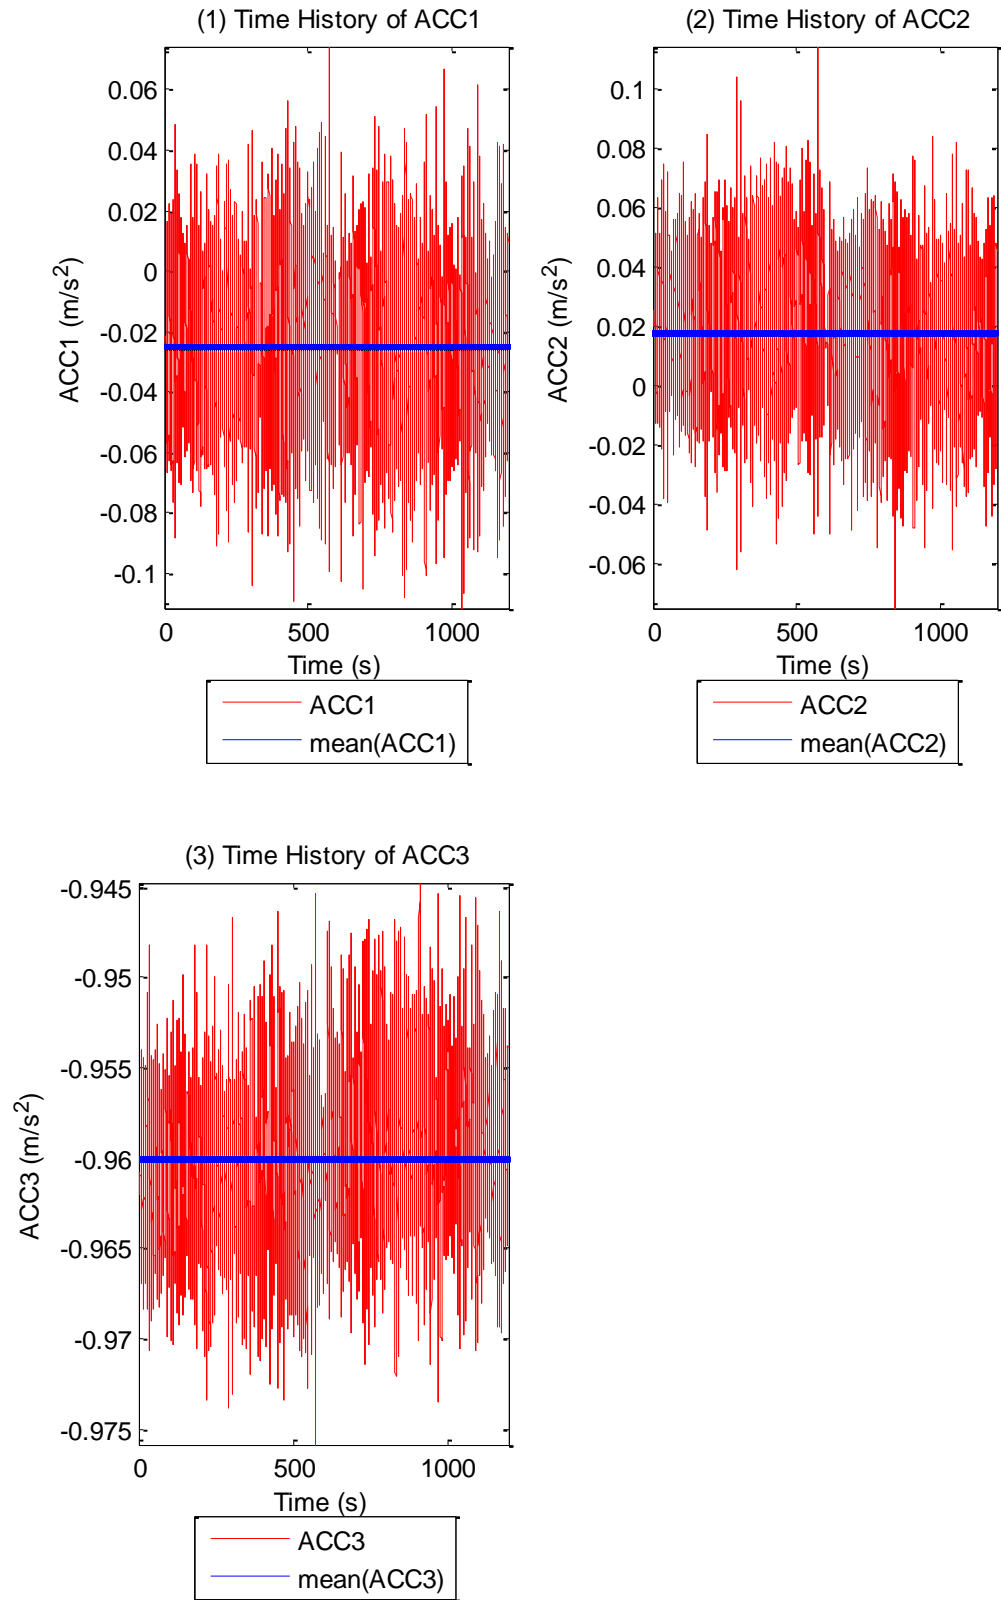 (1) Time History of ACC1
0.06
0.04
0.02
0
-0.02
-0.04
-0.06
-0.08
-0.1
ACC1 (m/s²)
0 500 1000
Time (s)
ACC1
mean(ACC1)
(2) Time History of ACC2
0.1
0.08
0.06
0.04
0.02
0
-0.02
-0.04
-0.06
ACC2 (m/s²)
0 500 1000
Time (s)
ACC2
mean(ACC2)
(3) Time History of ACC3
-0.945
-0.95
-0.955
-0.96
-0.965
-0.97
-0.975
ACC3 (m/s²)
0 500 1000
Time (s)
ACC3
mean(ACC3)